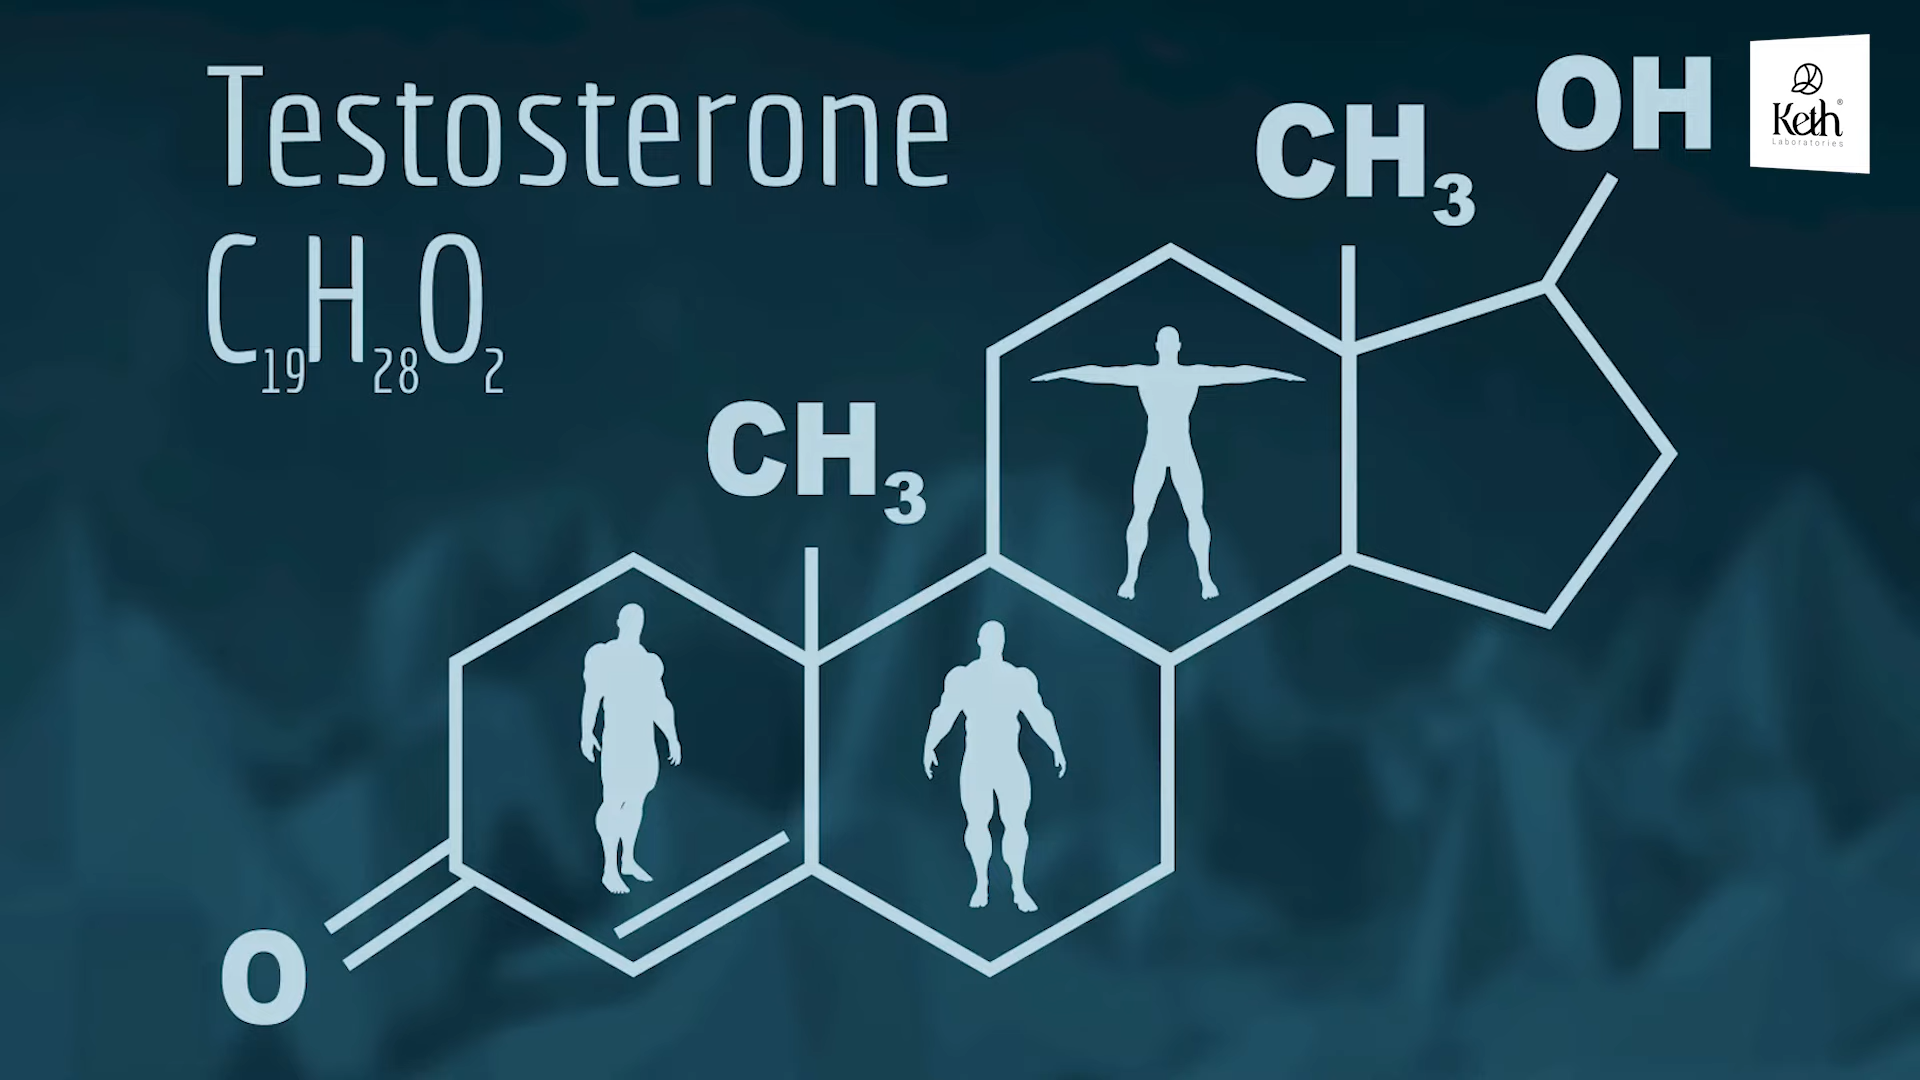 Testosterone
C19H28O2
CH3
OH
Keth®
Laboratories
CH3
O